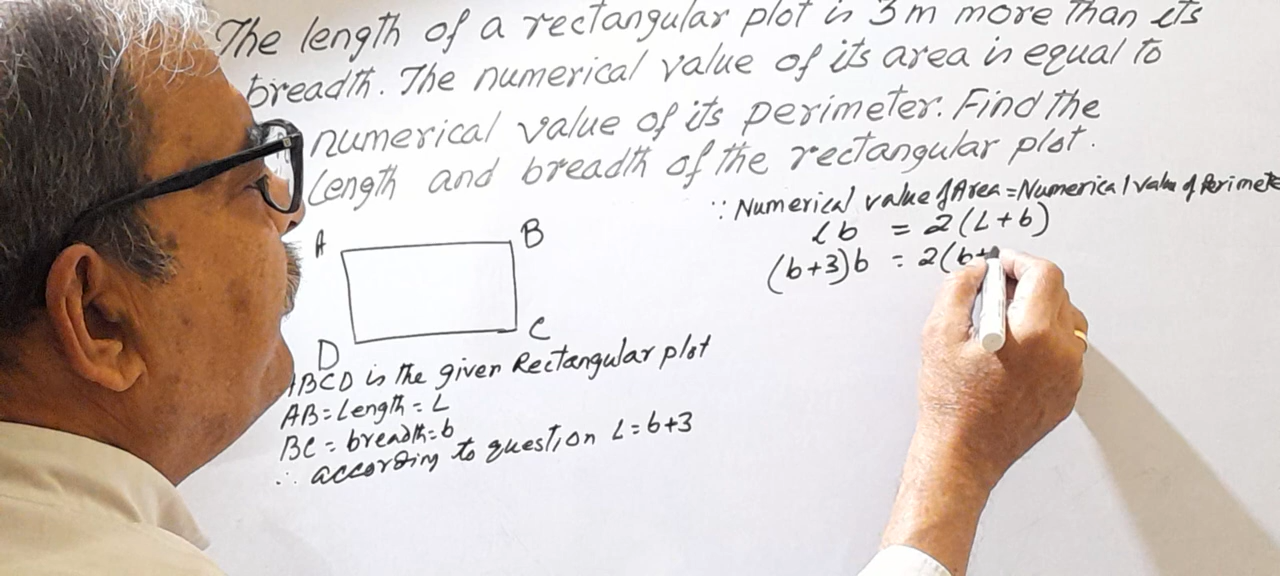 The length of a rectangular plot is 3m more than its
breadth. The numerical value of its area is equal to
numerical value of its perimeter. Find the
length and breadth of the rectangular plot.
∵ Numerical value of Area = Numerical value of Perimete
lb = 2(L+b)
(b+3)b = 2(b+
A B
D C
ABCD is the given Rectangular plot
AB = Length = L
BC = breadth = b
∴ according to question L = b+3